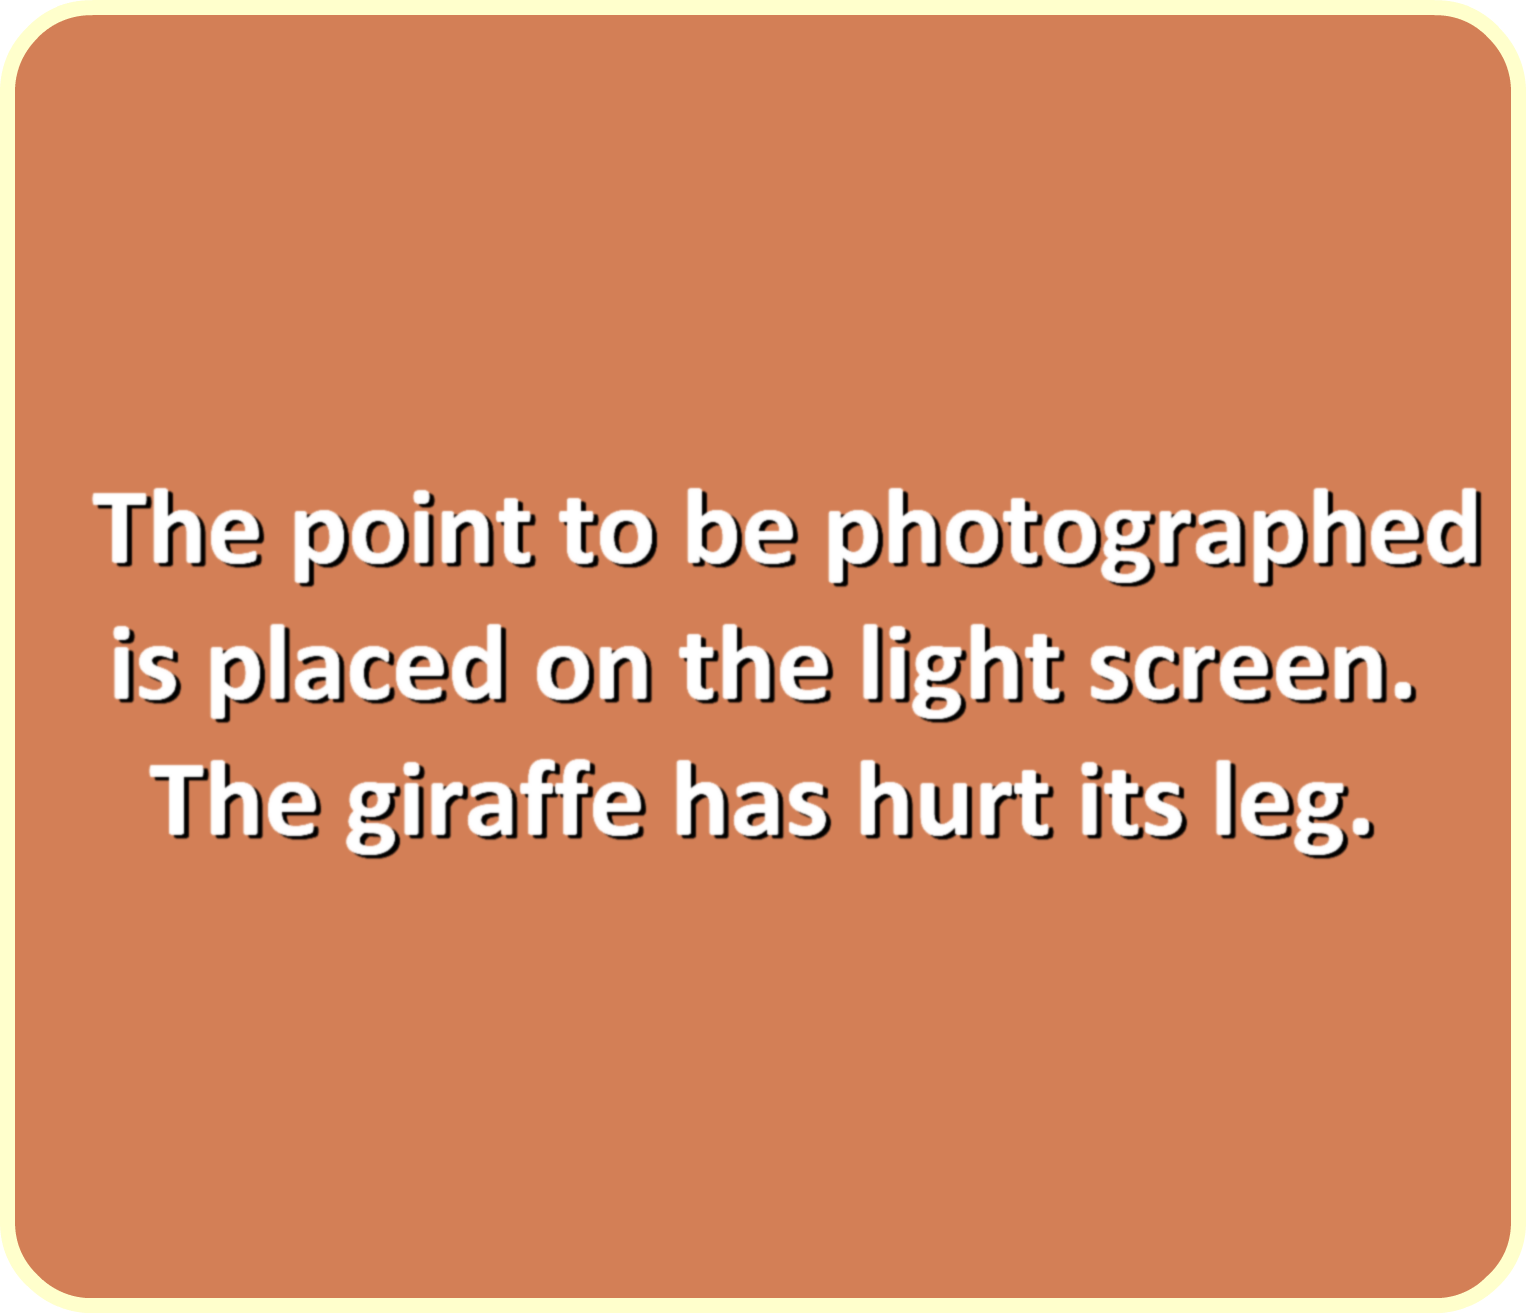 The point to be photographed
is placed on the light screen.
The giraffe has hurt its leg.